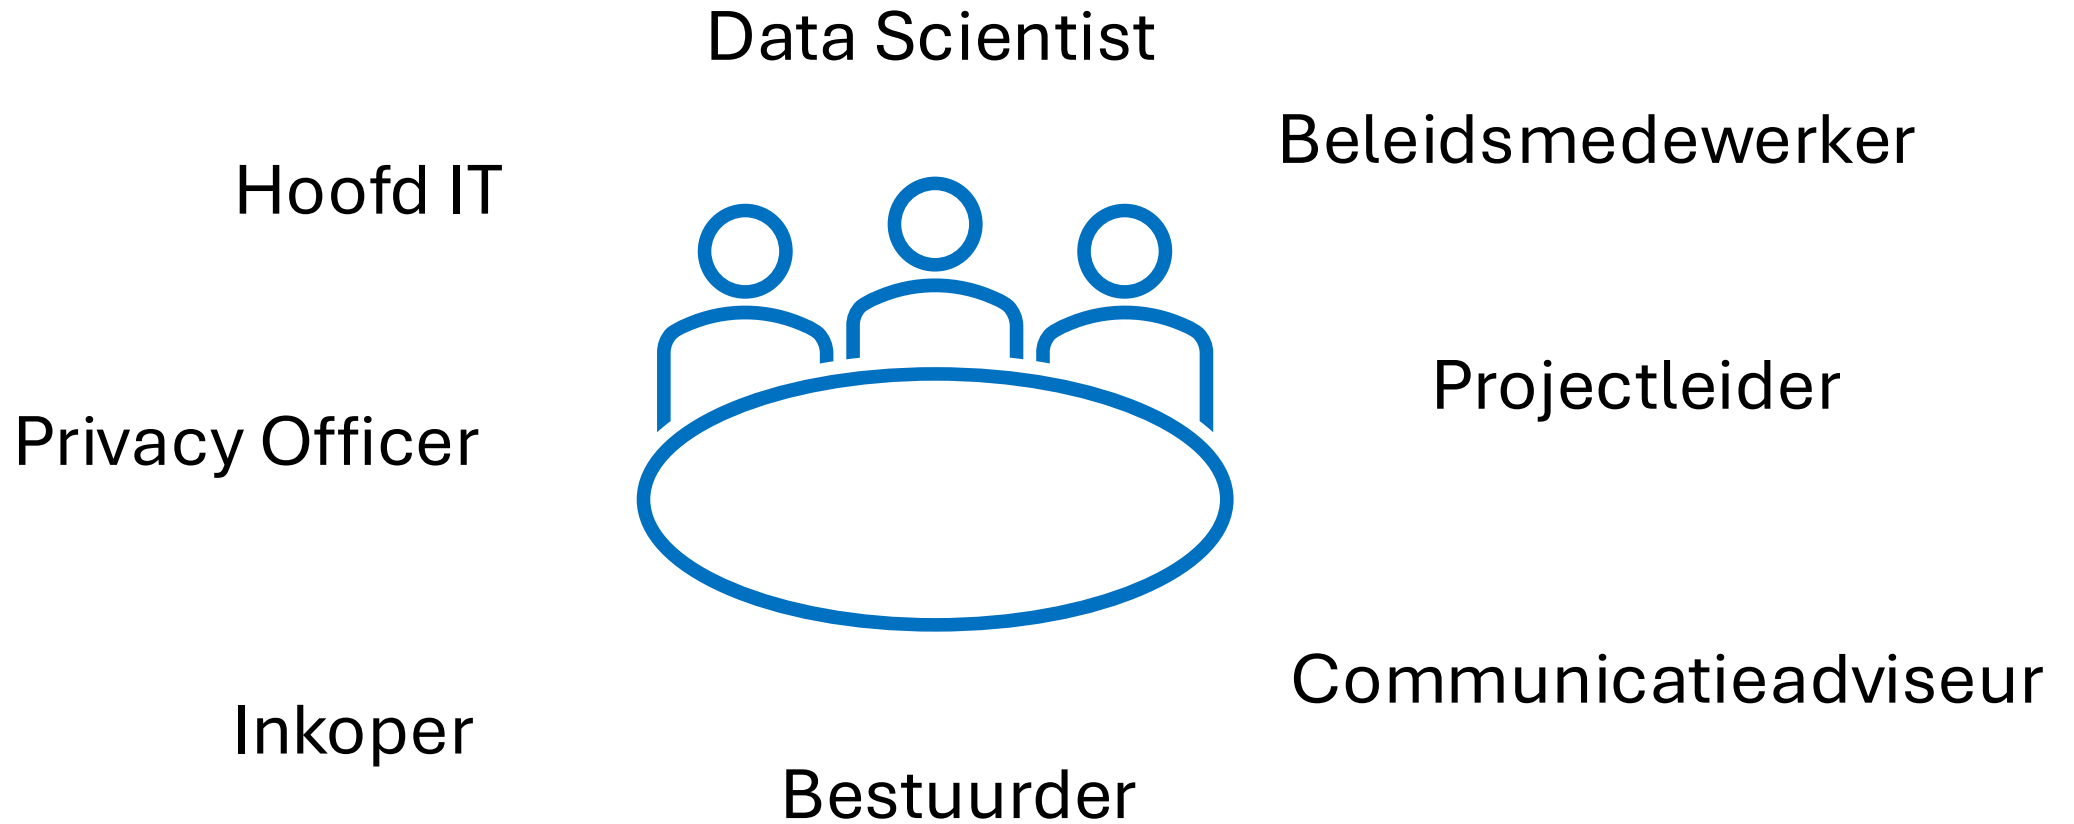 Data Scientist
Beleidsmedewerker
Hoofd IT
Projectleider
Privacy Officer
Communicatieadviseur
Inkoper
Bestuurder